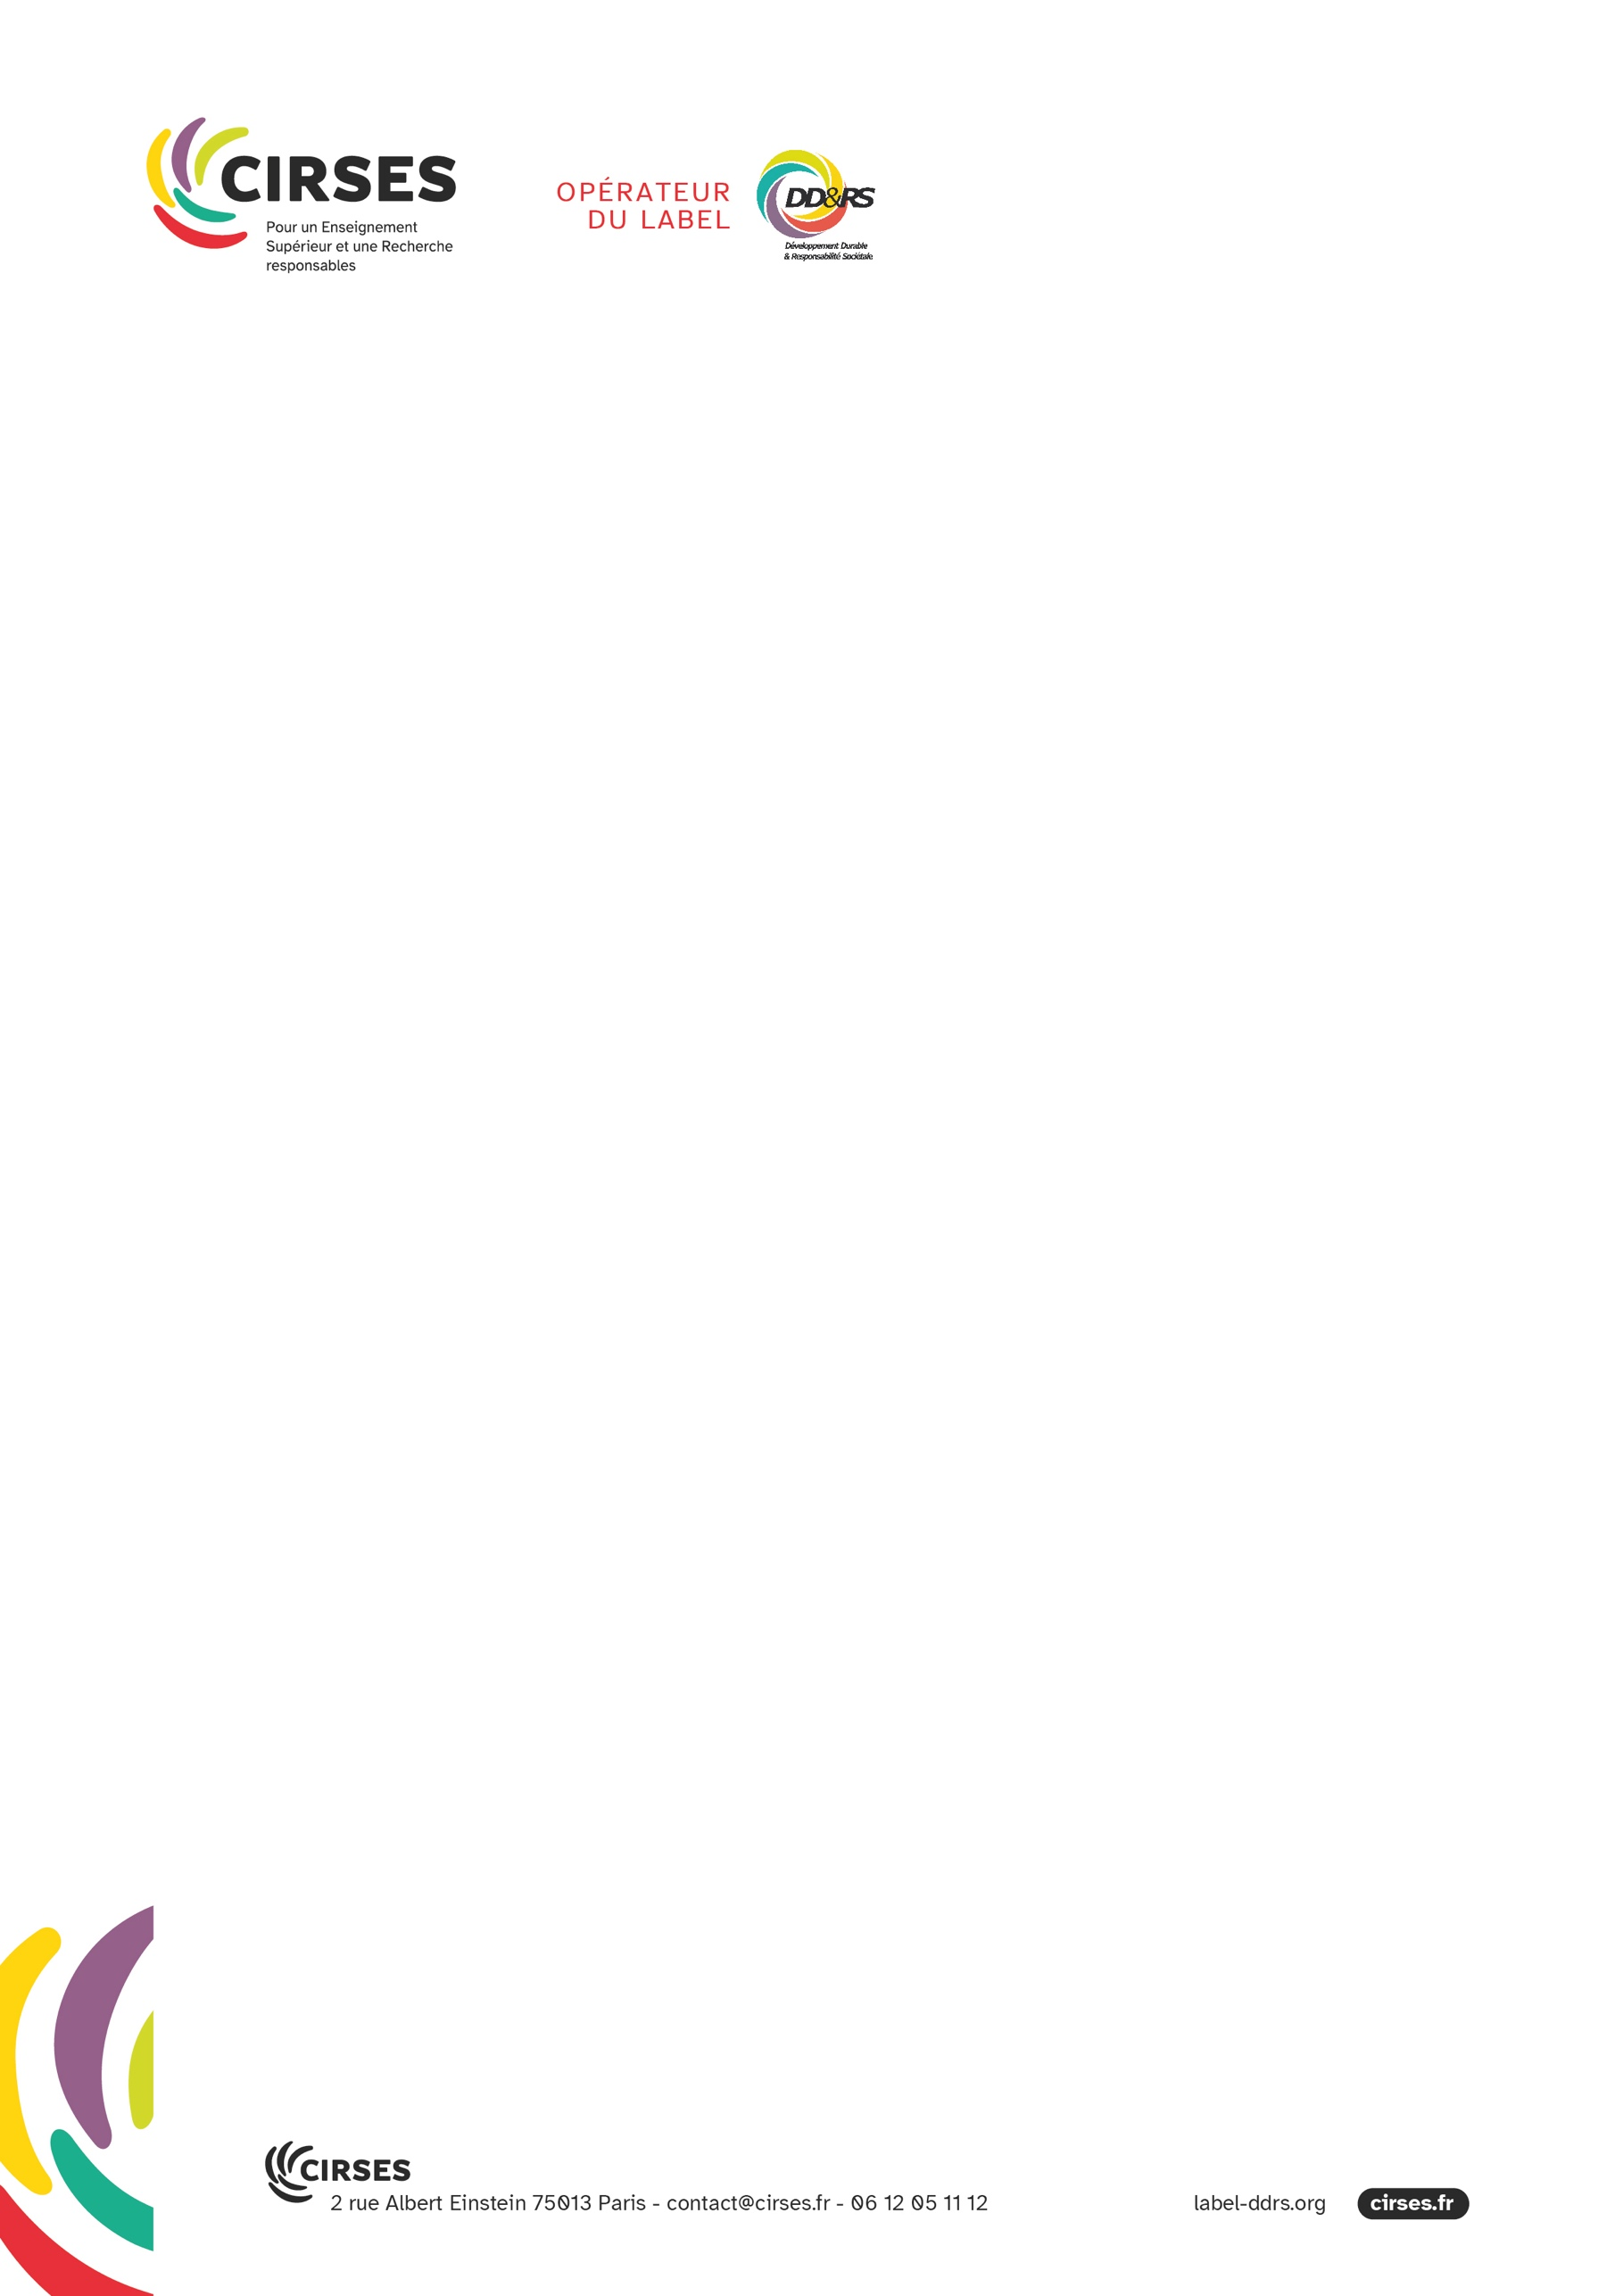 CIRSES
Pour un Enseignement
Supérieur et une Recherche
responsables
OPÉRATEUR
DU LABEL
DD&RS
Développement Durable
& Responsabilité Sociétale
CIRSES
2 rue Albert Einstein 75013 Paris - contact@cirses.fr - 06 12 05 11 12
label-ddrs.org
cirses.fr